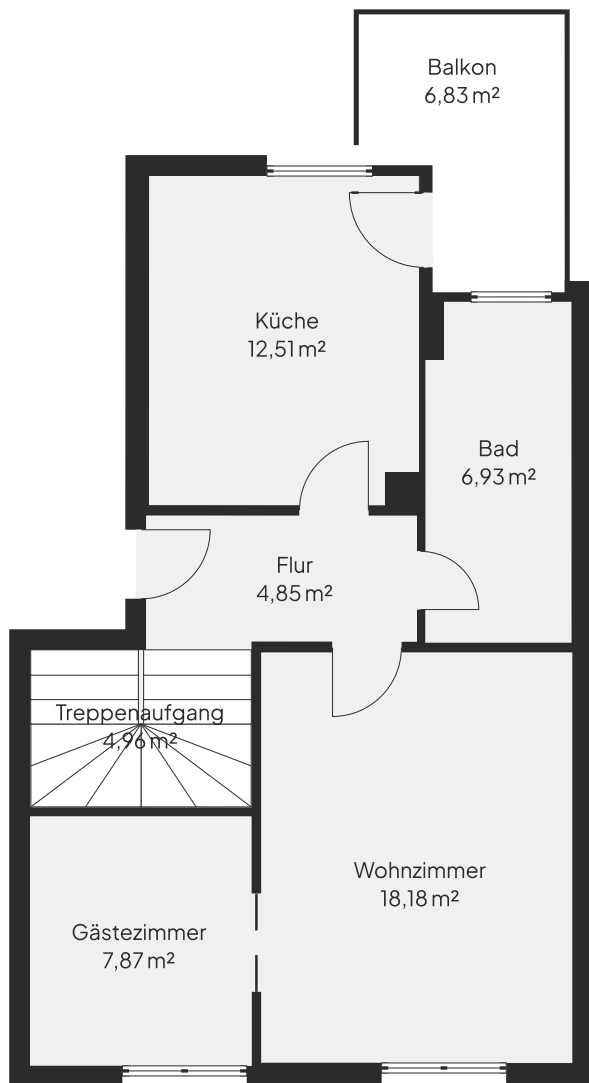 Balkon
6,83 m²
Küche
12,51 m²
Bad
6,93 m²
Flur
4,85 m²
Treppenaufgang
4,96 m²
Wohnzimmer
18,18 m²
Gästezimmer
7,87 m²